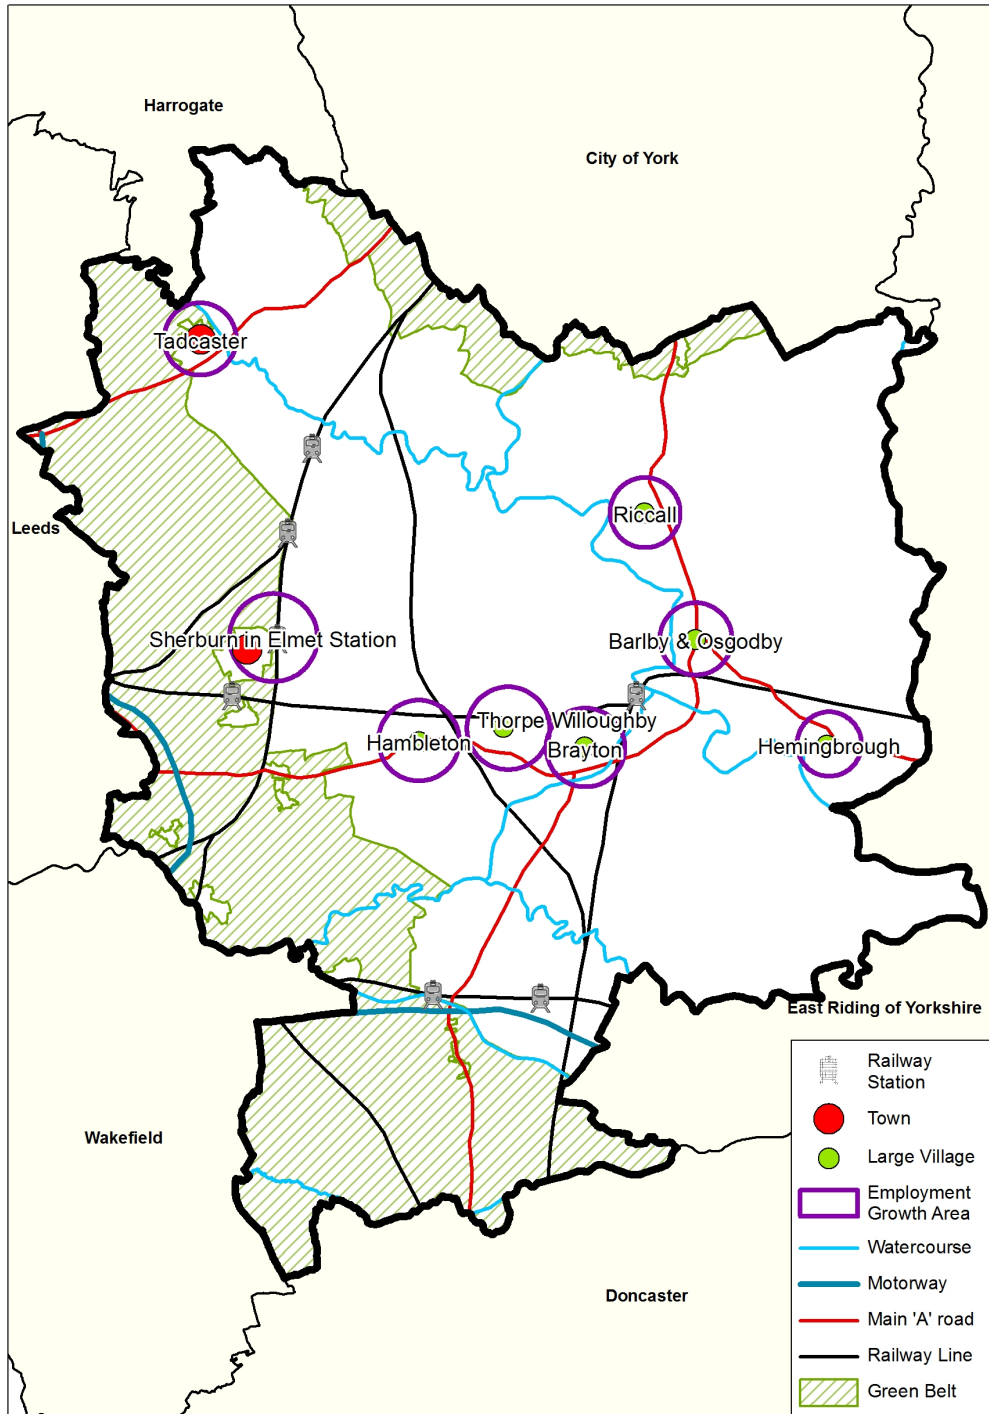 Harrogate
City of York
Tadcaster
Leeds
Riccall
Sherburn in Elmet Station
Barlby & Osgodby
Thorpe Willoughby
Hambleton
Brayton
Hemingbrough
East Riding of Yorkshire
Wakefield
Doncaster
Railway
Station
Town
Large Village
Employment
Growth Area
Watercourse
Motorway
Main 'A' road
Railway Line
Green Belt